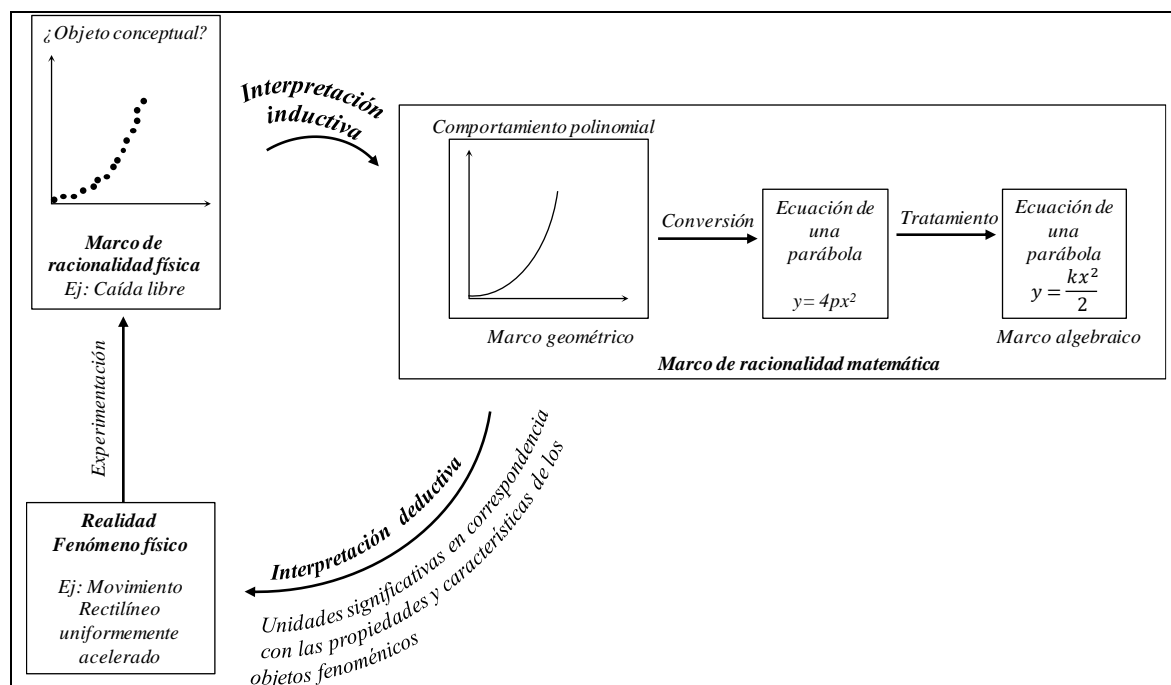 ¿Objeto conceptual?
Marco de
racionalidad física
Ej: Caída libre
Interpretación
inductiva
Comportamiento polinomial
Marco geométrico
Conversión
Ecuación de
una
parábola
y= 4px²
Tratamiento
Ecuación de
una
parábola
y = kx²/2
Marco algebraico
Marco de racionalidad matemática
Experimentación
Realidad
Fenómeno físico
Ej: Movimiento
Rectilíneo
uniformemente
acelerado
Interpretación deductiva
Unidades significativas en correspondencia
con las propiedades y características de los
objetos fenoménicos